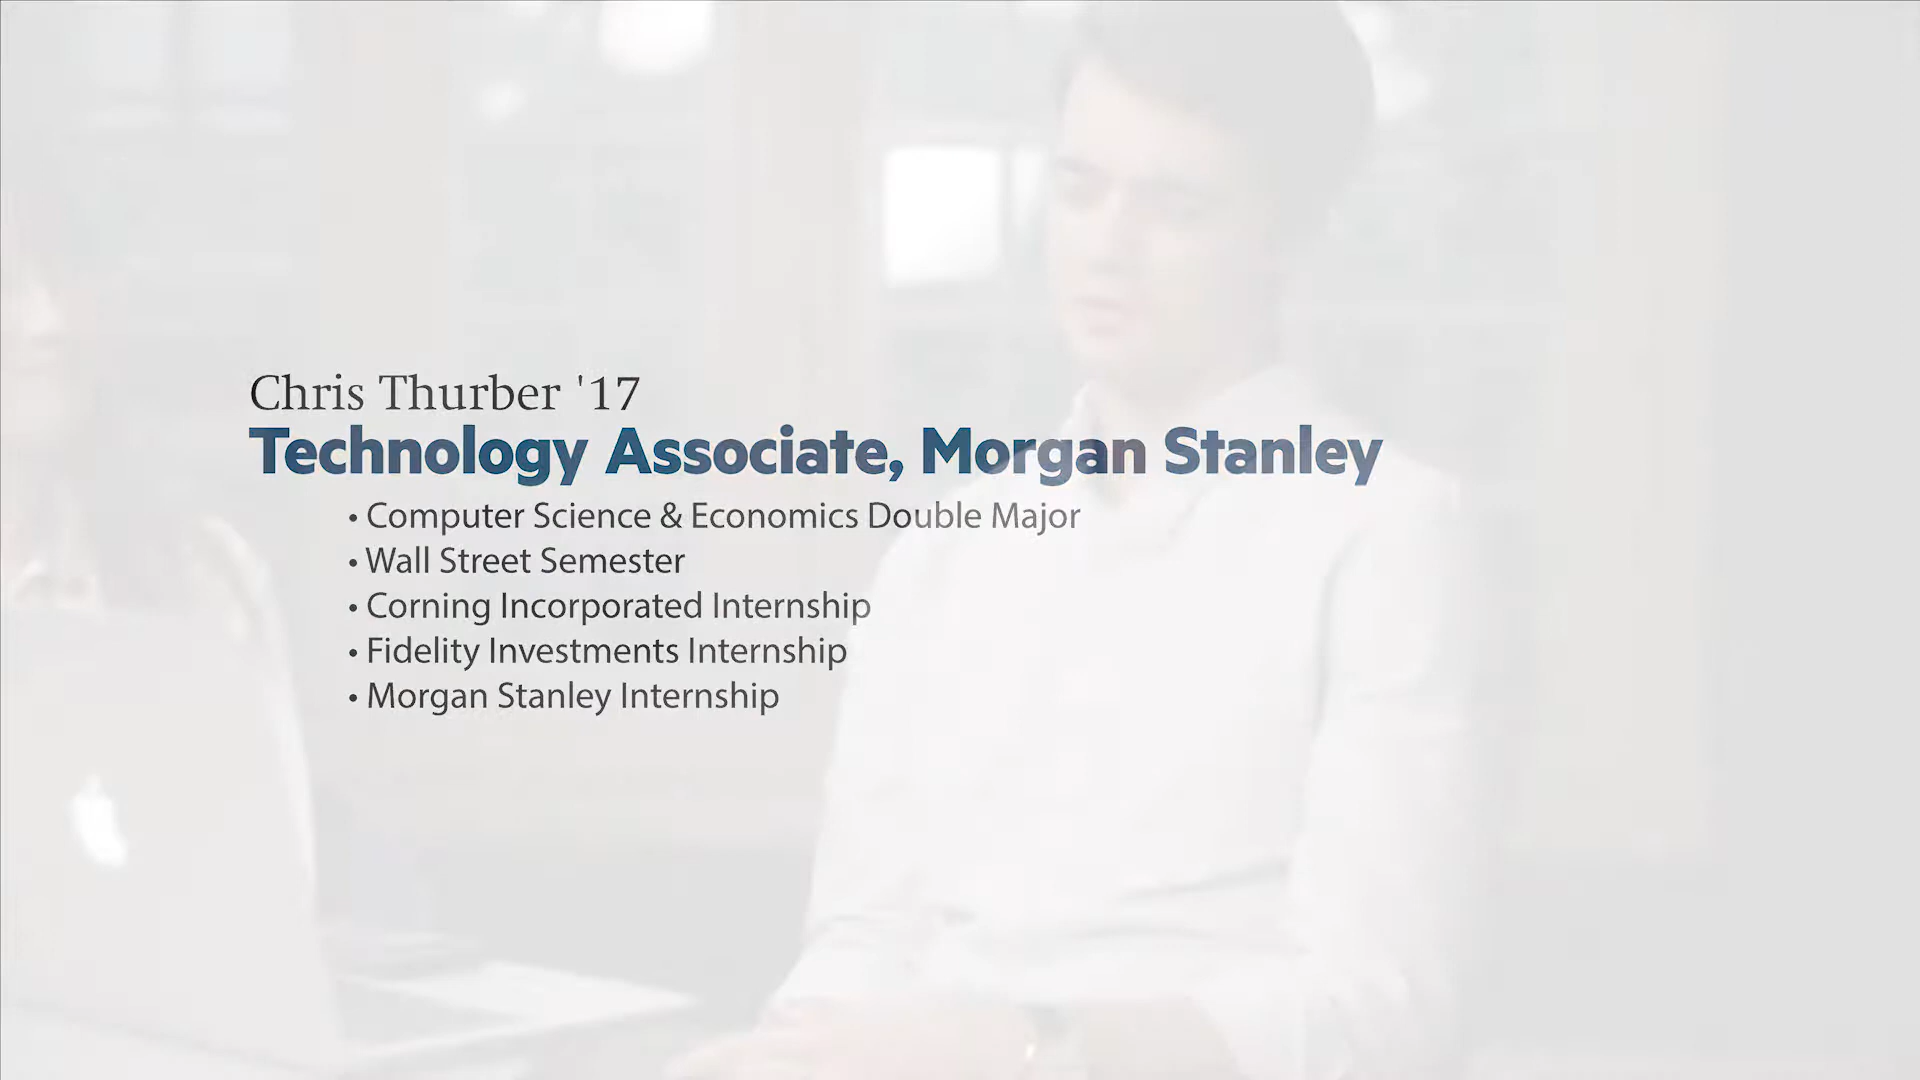 Chris Thurber '17
Technology Associate, Morgan Stanley
• Computer Science & Economics Double Major
• Wall Street Semester
• Corning Incorporated Internship
• Fidelity Investments Internship
• Morgan Stanley Internship